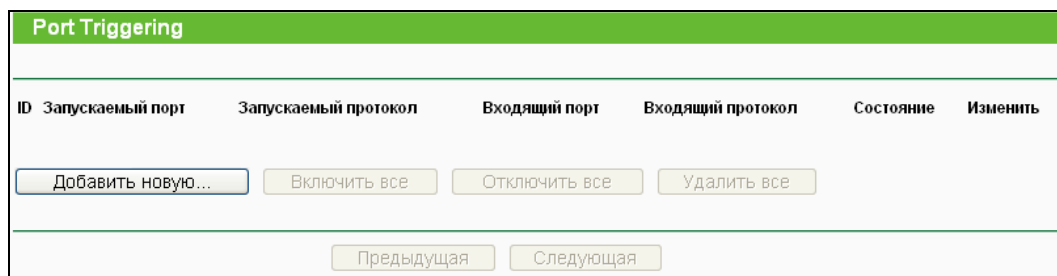 Port Triggering
ID Запускаемый порт Запускаемый протокол Входящий порт Входящий протокол Состояние Изменить
Добавить новую... Включить все Отключить все Удалить все
Предыдущая Следующая